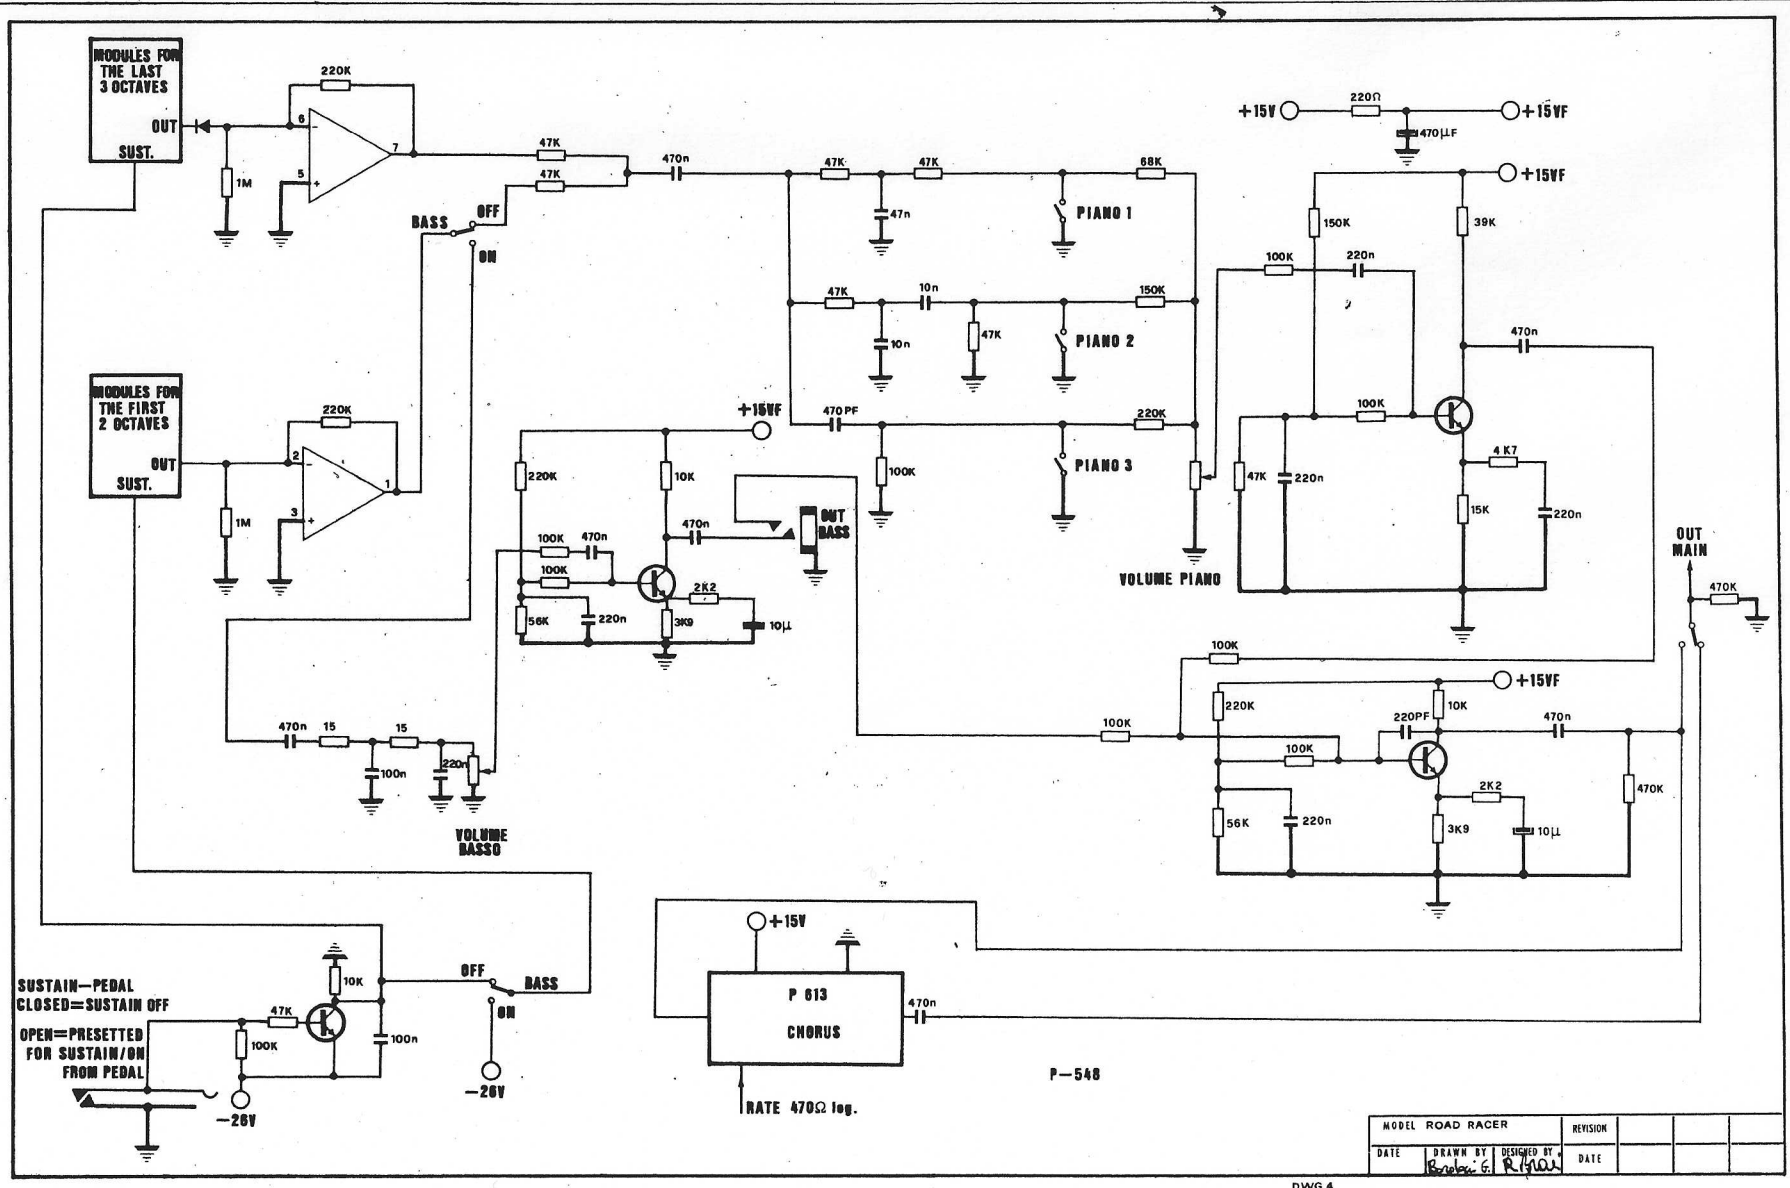 MODULES FOR
THE LAST
3 OCTAVES
OUT
SUST.
220K
6
5
7
1M
47K
47K
470n
BASS
OFF
ON
47K
47K
68K
47n
PIANO 1
47K
10n
150K
10n
47K
PIANO 2
470PF
220K
100K
PIANO 3
VOLUME PIANO
+15V
220Ω
+15VF
470µF
+15VF
150K
39K
100K
220n
470n
100K
47K
220n
4K7
15K
220n
MODULES FOR
THE FIRST
2 OCTAVES
OUT
SUST.
220K
2
3
1
1M
+15VF
220K
10K
470n
OUT
BASS
100K
470n
100K
2K2
56K
220n
3K9
10µ
470n
15
15
100n
220n
VOLUME
BASSO
OUT
MAIN
470K
100K
+15VF
220K
10K
220PF
470n
100K
100K
2K2
470K
56K
220n
3K9
10µ
SUSTAIN-PEDAL
CLOSED=SUSTAIN OFF
OPEN=PRESETTED
FOR SUSTAIN/ON
FROM PEDAL
10K
47K
100K
100n
-26V
OFF
BASS
ON
-26V
+15V
P 613
CHORUS
470n
RATE 470Ω log.
P-548
MODEL ROAD RACER
REVISION
DATE
DRAWN BY
DESIGNED BY
DATE
DWG 4